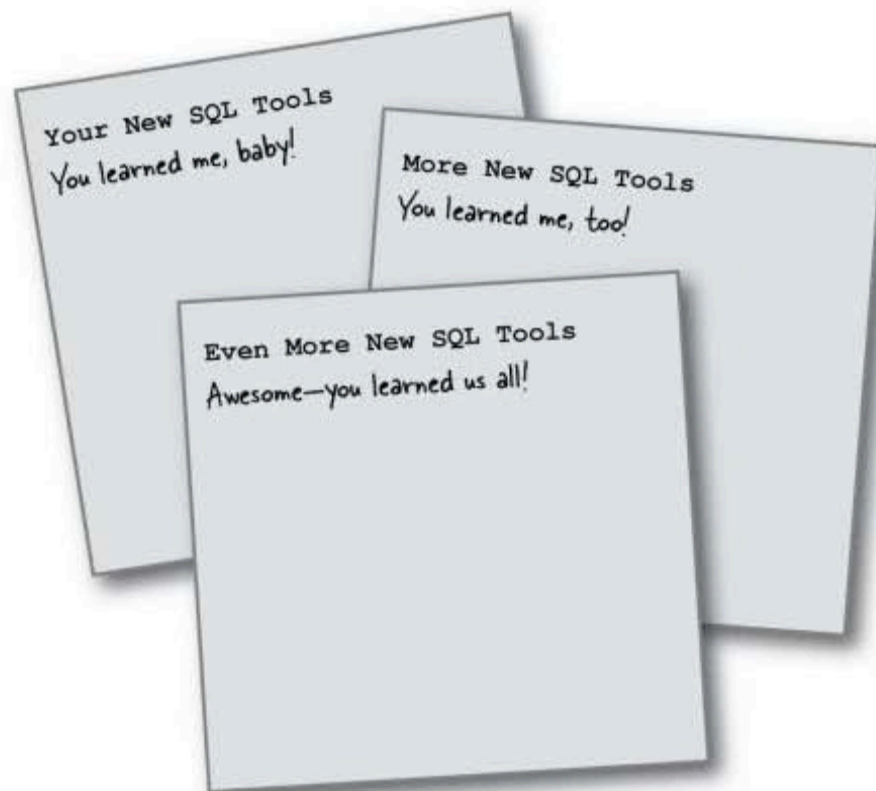 Your New SQL Tools
You learned me, baby!
More New SQL Tools
You learned me, too!
Even More New SQL Tools
Awesome—you learned us all!